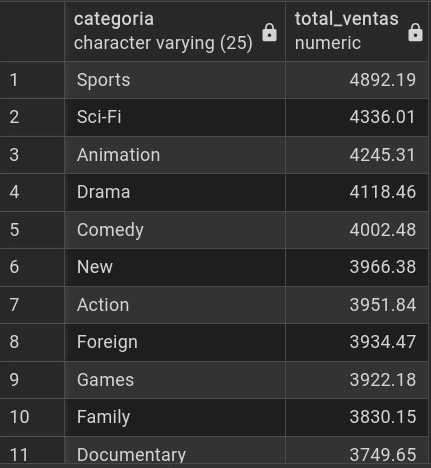 categoria total_ventas
character varying (25) numeric
1 Sports 4892.19
2 Sci-Fi 4336.01
3 Animation 4245.31
4 Drama 4118.46
5 Comedy 4002.48
6 New 3966.38
7 Action 3951.84
8 Foreign 3934.47
9 Games 3922.18
10 Family 3830.15
11 Documentary 3749.65